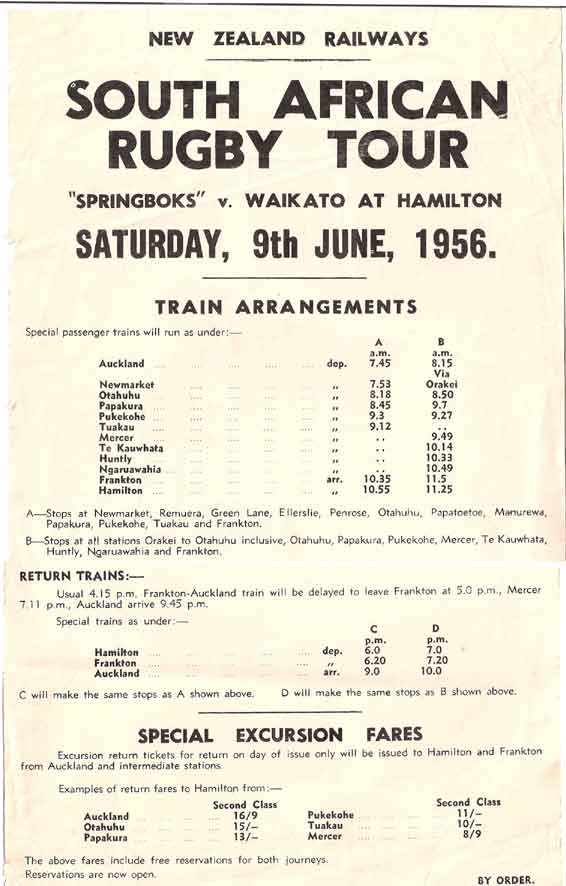 NEW ZEALAND RAILWAYS
SOUTH AFRICAN
RUGBY TOUR
"SPRINGBOKS" v. WAIKATO AT HAMILTON
SATURDAY, 9th JUNE, 1956.
TRAIN ARRANGEMENTS
Special passenger trains will run as under:—
A B
a.m. a.m.
Auckland .... .... .... .... .... dep. 7.45 8.15
Via
Newmarket .... .... .... .... „ 7.53 Orakei
Otahuhu .... .... .... .... .... „ 8.18 8.50
Papakura .... .... .... .... .... „ 8.45 9.7
Pukekohe .... .... .... .... .... „ 9.3 9.27
Tuakau .... .... .... .... .... „ 9.12 ..
Mercer .... .... .... .... .... „ .. 9.49
Te Kauwhata .... .... .... .... „ .. 10.14
Huntly .... .... .... .... .... „ .. 10.33
Ngaruawahia .... .... .... .... „ .. 10.49
Frankton .... .... .... .... .... arr. 10.35 11.5
Hamilton .... .... .... .... .... „ 10.55 11.25
A—Stops at Newmarket, Remuera, Green Lane, Ellerslie, Penrose, Otahuhu, Papatoetoe, Manurewa,
Papakura, Pukekohe, Tuakau and Frankton.
B—Stops at all stations Orakei to Otahuhu inclusive, Otahuhu, Papakura, Pukekohe, Mercer, Te Kauwhata,
Huntly, Ngaruawahia and Frankton.
RETURN TRAINS:—
Usual 4.15 p.m. Frankton-Auckland train will be delayed to leave Frankton at 5.0 p.m., Mercer
7.11 p.m., Auckland arrive 9.45 p.m.
Special trains as under:—
C D
p.m. p.m.
Hamilton .... .... .... .... .... dep. 6.0 7.0
Frankton .... .... .... .... .... „ 6.20 7.20
Auckland .... .... .... .... .... arr. 9.0 10.0
C will make the same stops as A shown above. D will make the same stops as B shown above.
SPECIAL EXCURSION FARES
Excursion return tickets for return on day of issue only will be issued to Hamilton and Frankton
from Auckland and intermediate stations.
Examples of return fares to Hamilton from:—
Second Class Second Class
Auckland .... .... .... 16/9 Pukekohe .... .... .... 11/–
Otahuhu .... .... .... 15/– Tuakau .... .... .... 10/–
Papakura .... .... .... 13/– Mercer .... .... .... 8/9
The above fares include free reservations for both journeys.
Reservations are now open.
BY ORDER.